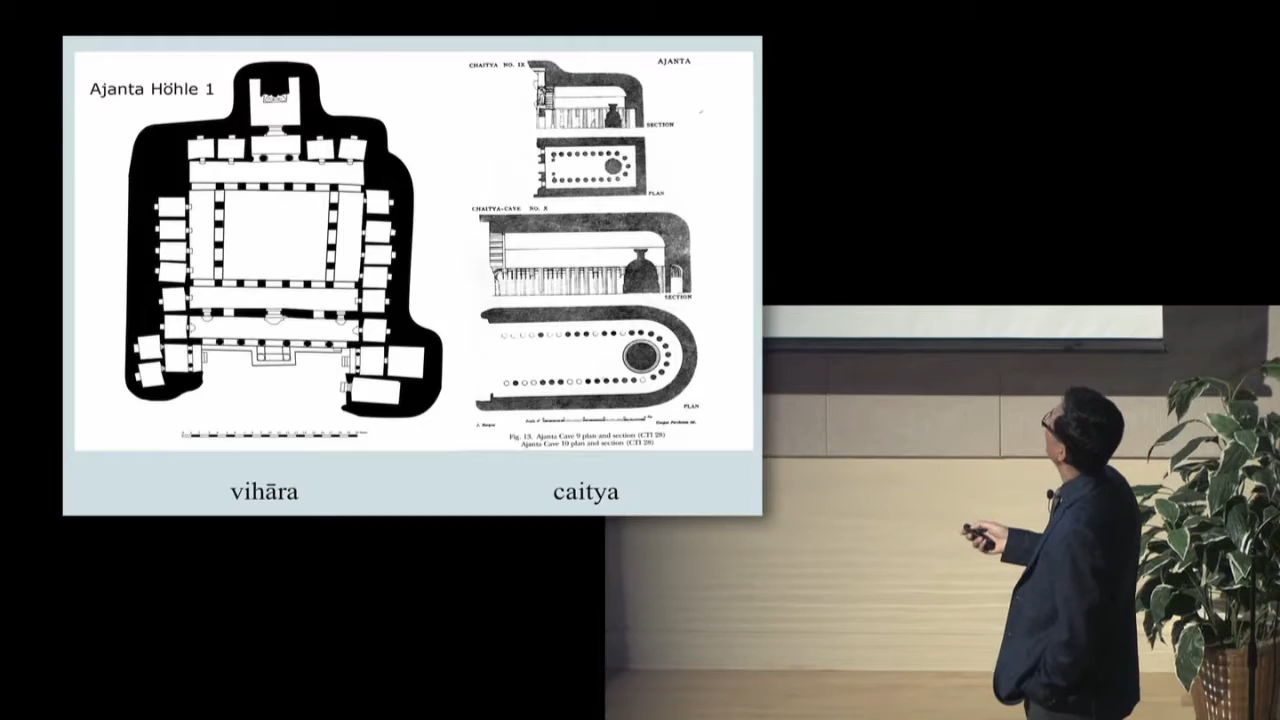 Ajanta Höhle 1
CHAITYA NO. IX
AJANTA
SECTION
PLAN
CHAITYA-CAVE NO. X
SECTION
PLAN
Fig. 13. Ajanta Cave 9 plan and section (CTI 28)
Ajanta Cave 10 plan and section (CTI 28)
vihāra
caitya